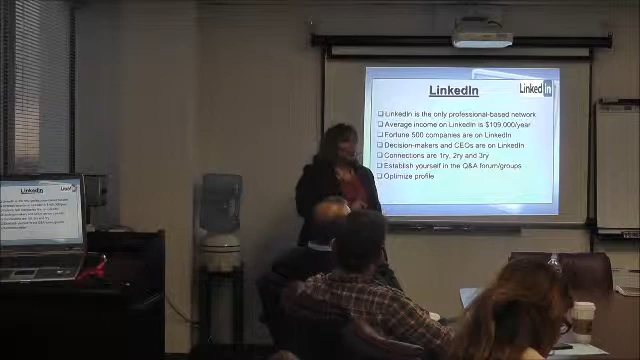 LinkedIn
Linked in
LinkedIn is the only professional-based network
Average income on LinkedIn is $109,000/year
Fortune 500 companies are on LinkedIn
Decision-makers and CEOs are on LinkedIn
Connections are 1ry, 2ry and 3ry
Establish yourself in the Q&A forum/groups
Optimize profile
LinkedIn